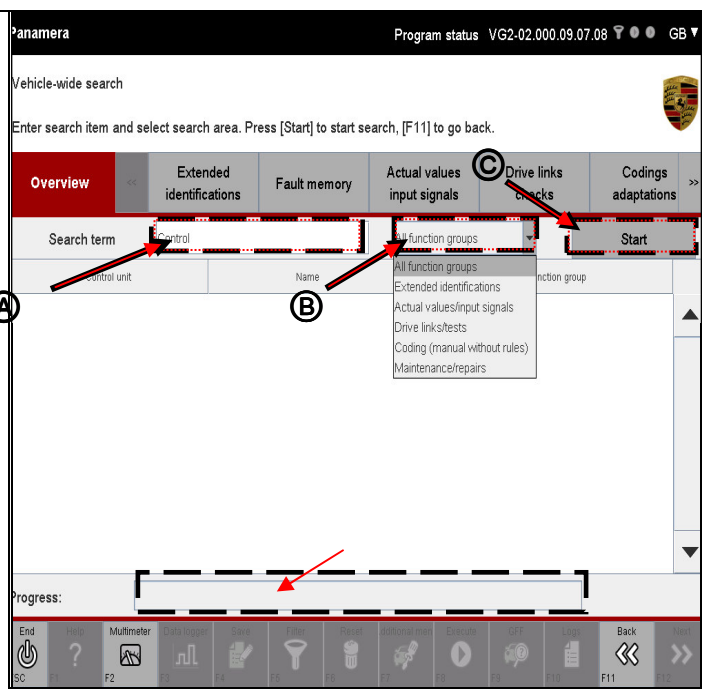 Panamera Program status VG2-02.000.09.07.08 GB
Vehicle-wide search
Enter search item and select search area. Press [Start] to start search, [F11] to go back.
Overview << Extended identifications Fault memory Actual values input signals Drive links checks Codings adaptations >>
Search term Control All function groups Start
Control unit Name function group
All function groups
Extended identifications
Actual values/input signals
Drive links/tests
Coding (manual without rules)
Maintenance/repairs
A
B
C
Progress:
End Help Multimeter Data logger Save Filter Reset Execute GFF Logs Back Next
SC F1 F2 F3 F4 F5 F6 F7 F8 F9 F10 F11 F12